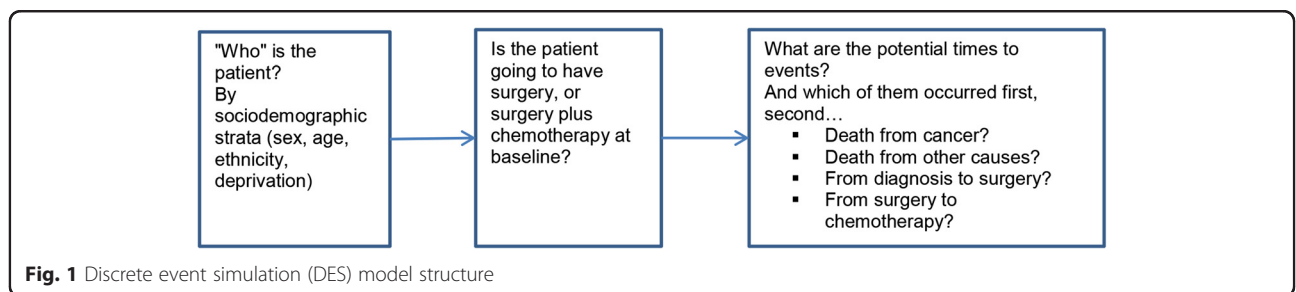 "Who" is the
patient?
By
sociodemographic
strata (sex, age,
ethnicity,
deprivation)
Is the patient
going to have
surgery, or
surgery plus
chemotherapy at
baseline?
What are the potential times to
events?
And which of them occurred first,
second…
▪ Death from cancer?
▪ Death from other causes?
▪ From diagnosis to surgery?
▪ From surgery to
chemotherapy?
Fig. 1 Discrete event simulation (DES) model structure